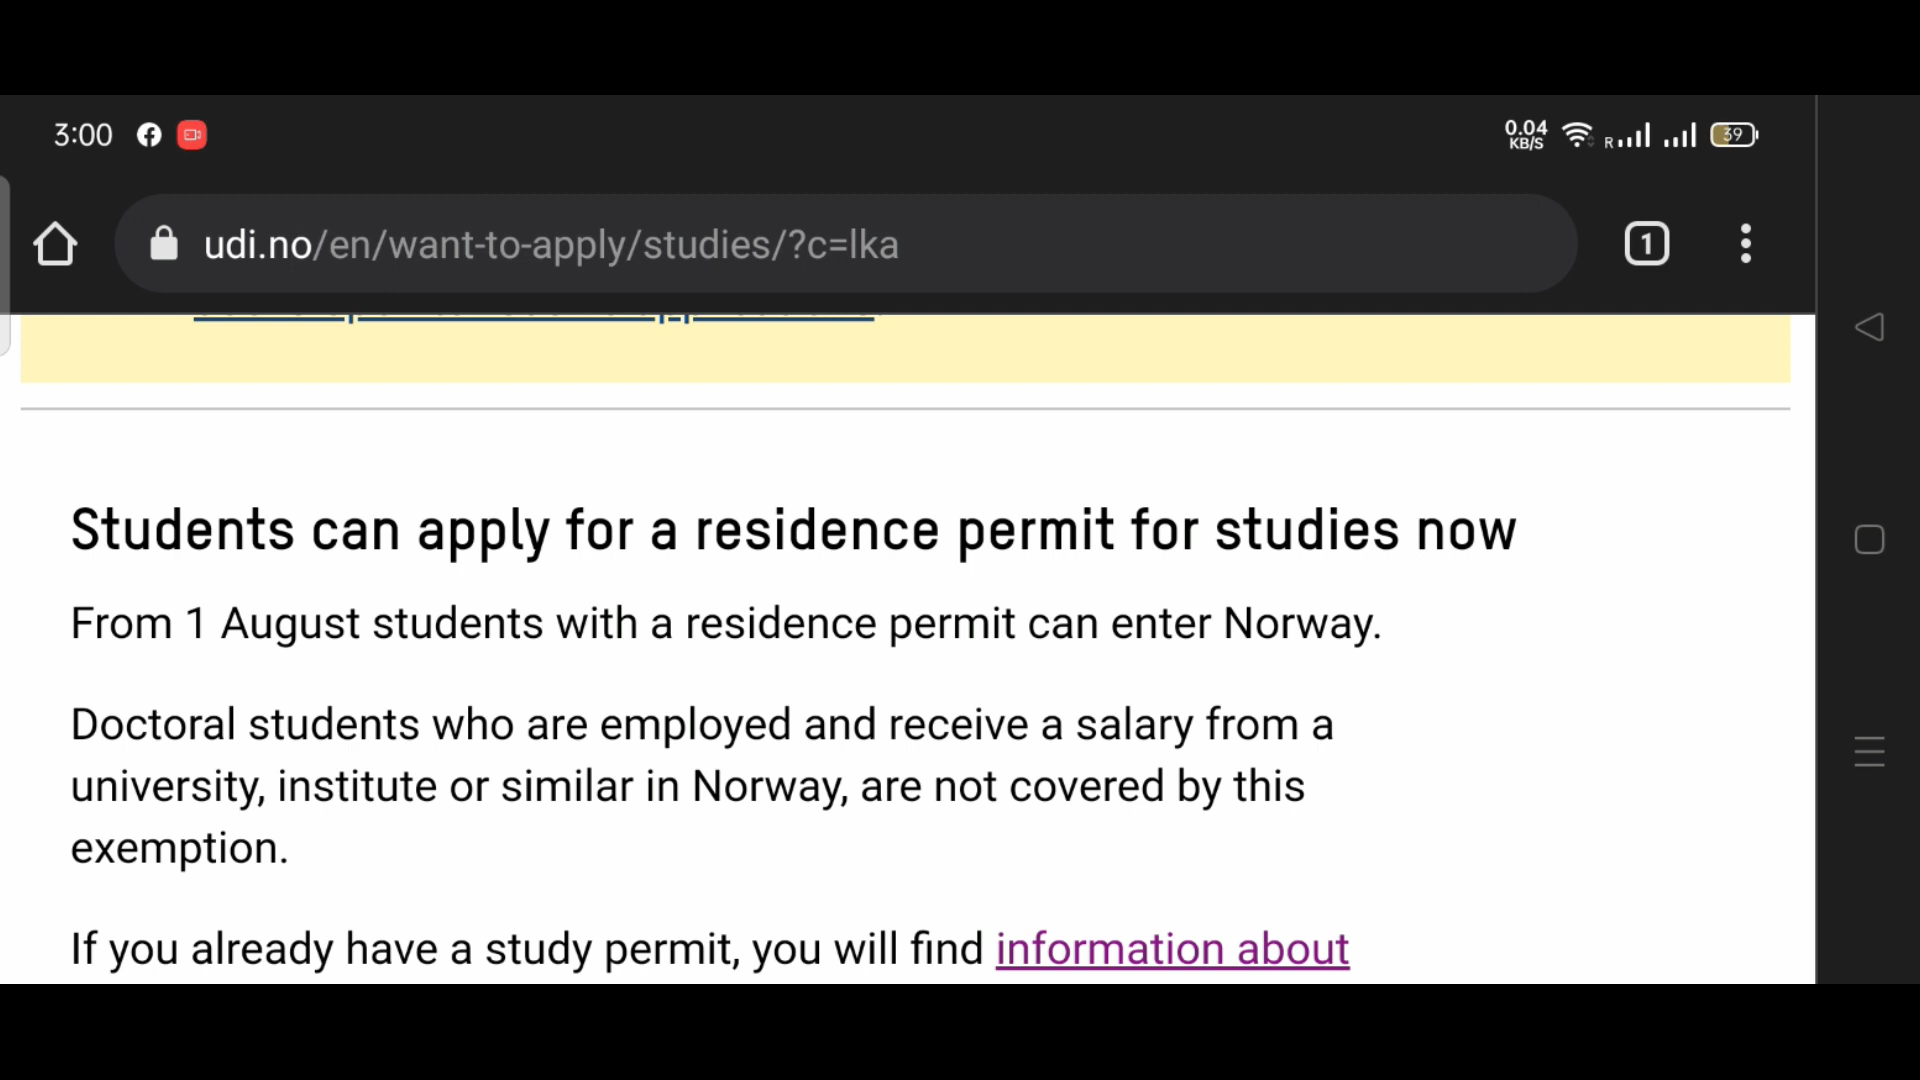 3:00
0.04
KB/S
R
39
udi.no/en/want-to-apply/studies/?c=lka
1
Students can apply for a residence permit for studies now
From 1 August students with a residence permit can enter Norway.
Doctoral students who are employed and receive a salary from a
university, institute or similar in Norway, are not covered by this
exemption.
If you already have a study permit, you will find information about